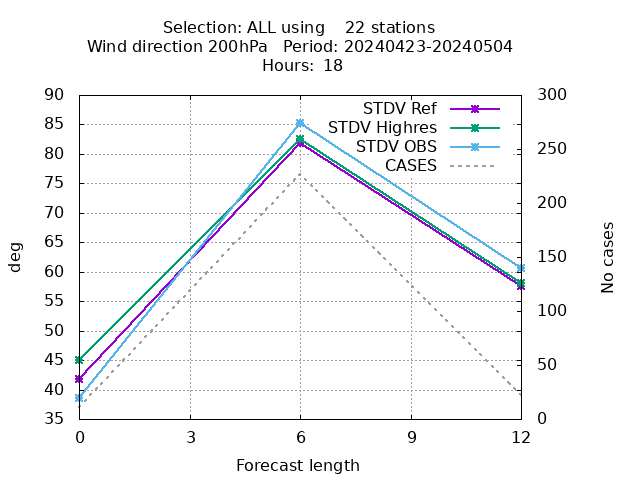 Selection: ALL using    22 stations
Wind direction 200hPa   Period: 20240423-20240504
Hours: 18
STDV Ref
STDV Highres
STDV OBS
CASES
90
85
80
75
70
65
60
55
50
45
40
35
300
250
200
150
100
50
0
deg
No cases
0 3 6 9 12
Forecast length